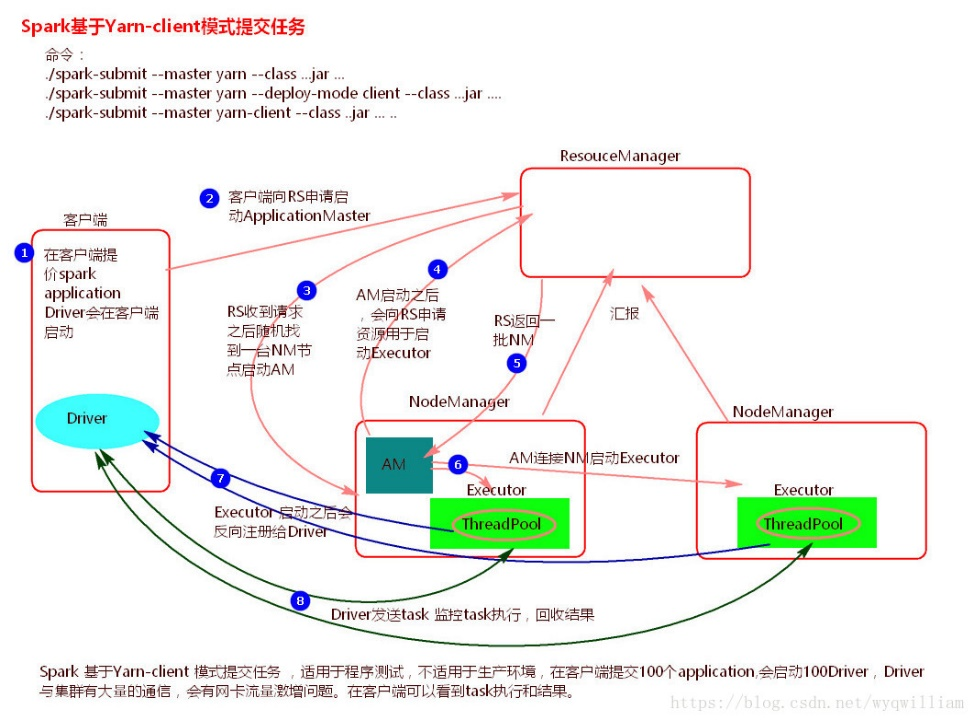 Spark基于Yarn-client模式提交任务
命令：
./spark-submit --master yarn --class ...jar ...
./spark-submit --master yarn --deploy-mode client --class ...jar ....
./spark-submit --master yarn-client --class ..jar ... ..
ResouceManager
2
客户端向RS申请启
动ApplicationMaster
客户端
1
在客户端提
价spark
application
Driver会在客户端
启动
3
RS收到请求
之后随机找
到一台NM节
点启动AM
4
AM启动之后
，会向RS申请
资源用于启
动Executor
RS返回一
批NM
5
汇报
NodeManager
NodeManager
Driver
AM
6
AM连接NM启动Executor
Executor
Executor
ThreadPool
ThreadPool
7
Executor 启动之后会
反向注册给Driver
8
Driver发送task 监控task执行，回收结果
Spark 基于Yarn-client 模式提交任务 ，适用于程序测试，不适用于生产环境，在客户端提交100个application,会启动100Driver，Driver
与集群有大量的通信，会有网卡流量激增问题。在客户端可以看到task执行和结果。
https://blog.csdn.net/wyqwilliam